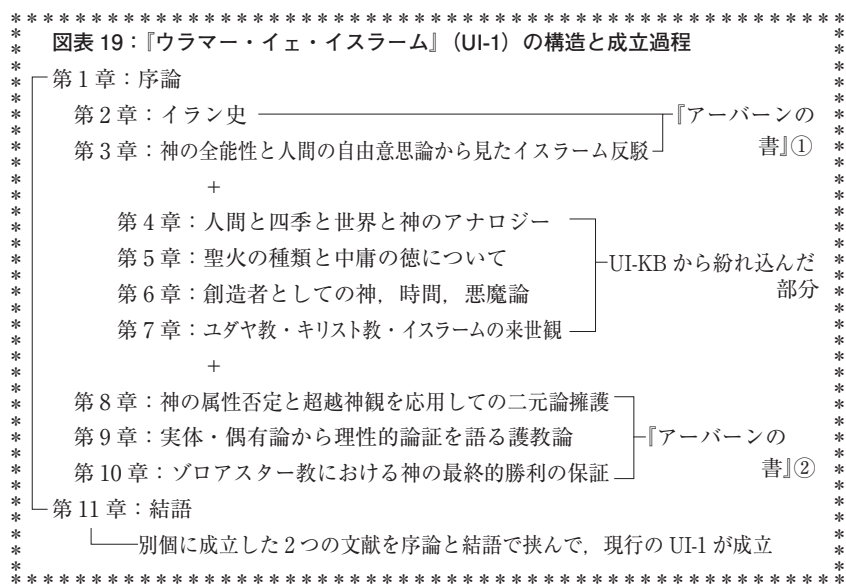 図表 19：『ウラマー・イェ・イスラーム』（UI-1）の構造と成立過程
第 1 章：序論
第 2 章：イラン史 『アーバーンの
第 3 章：神の全能性と人間の自由意思論から見たイスラーム反駁 書』①
+
第 4 章：人間と四季と世界と神のアナロジー
第 5 章：聖火の種類と中庸の徳について UI-KB から紛れ込んだ
第 6 章：創造者としての神，時間，悪魔論 部分
第 7 章：ユダヤ教・キリスト教・イスラームの来世観
+
第 8 章：神の属性否定と超越神観を応用しての二元論擁護
第 9 章：実体・偶有論から理性的論証を語る護教論 『アーバーンの
第 10 章：ゾロアスター教における神の最終的勝利の保証 書』②
第 11 章：結語
別個に成立した 2 つの文献を序論と結語で挟んで，現行の UI-1 が成立